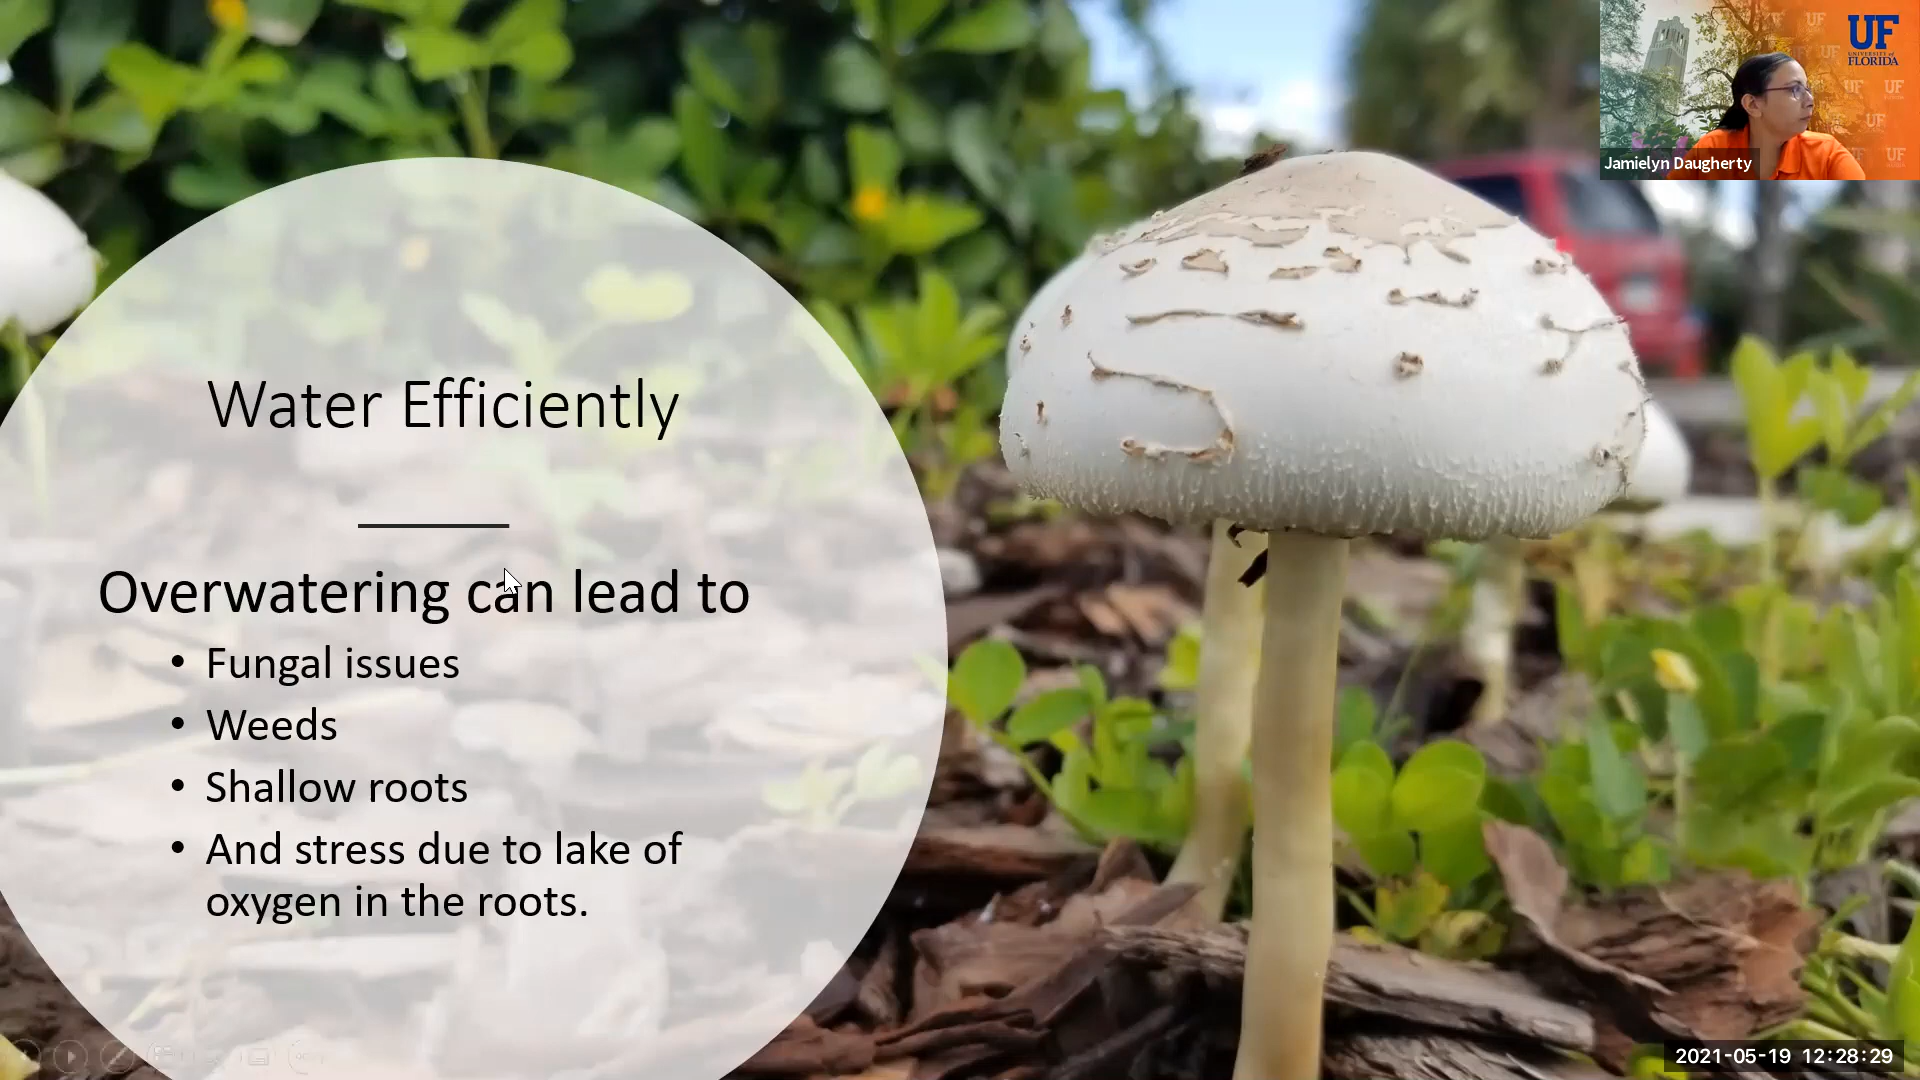 UF
UNIVERSITY of
FLORIDA
Jamielyn Daugherty
Water Efficiently
Overwatering can lead to
• Fungal issues
• Weeds
• Shallow roots
• And stress due to lake of
oxygen in the roots.
2021-05-19 12:28:29